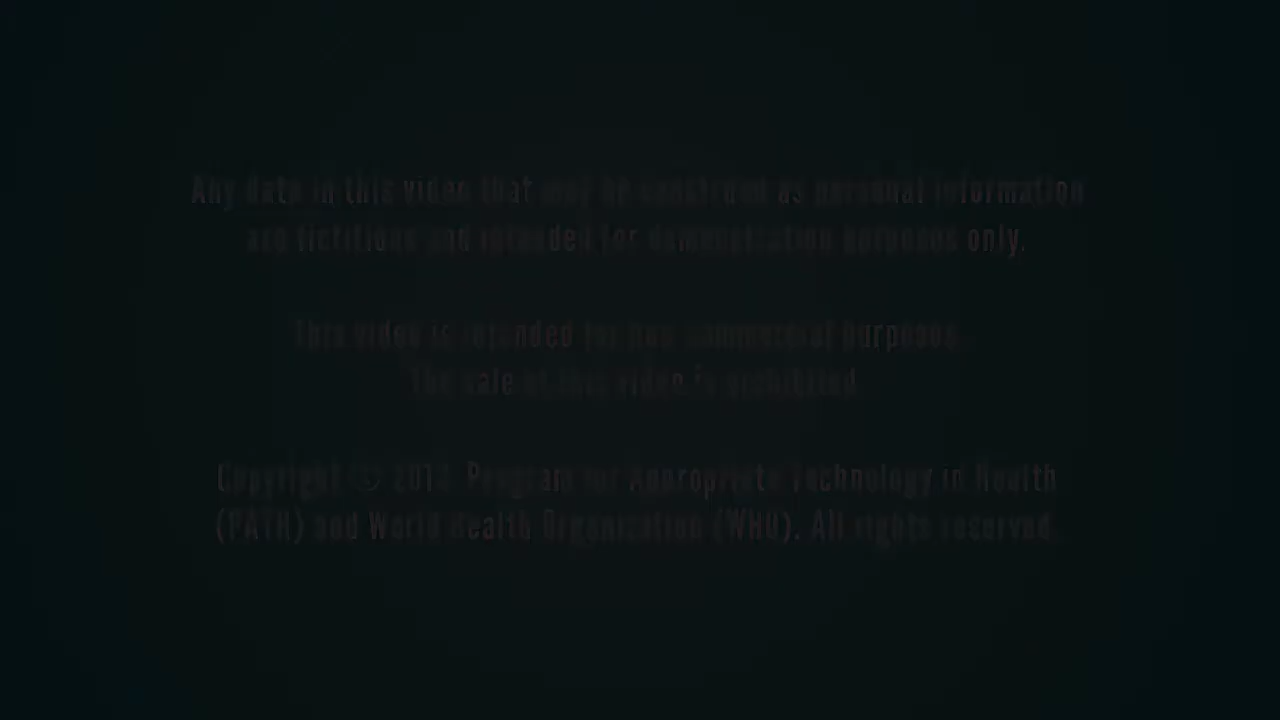 Any data in this video that may be construed as personal information
are fictitious and intended for demonstration purposes only.
This video is intended for non commercial purposes.
The sale of this video is prohibited
Copyright © Program for Appropriate Technology in Health
(PATH) and World Health Organization (WHO). All rights reserved.